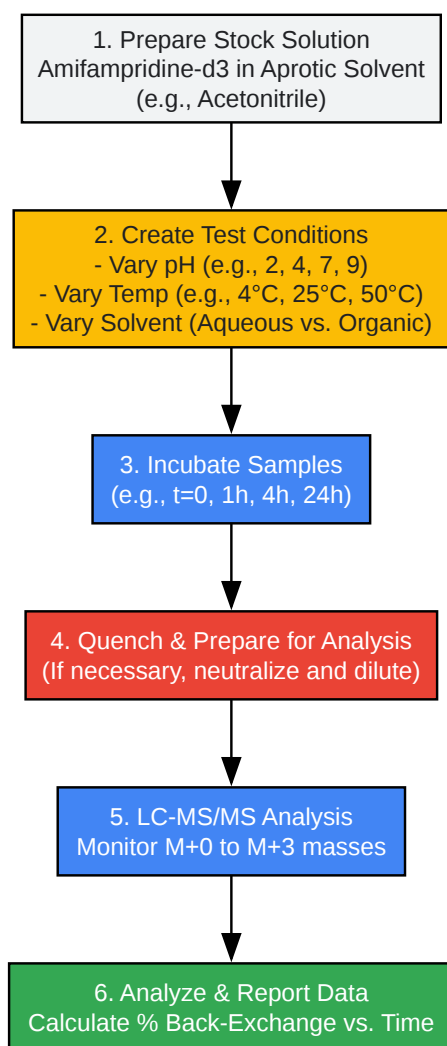 1. Prepare Stock Solution
Amifampridine-d3 in Aprotic Solvent
(e.g., Acetonitrile)
2. Create Test Conditions
- Vary pH (e.g., 2, 4, 7, 9)
- Vary Temp (e.g., 4°C, 25°C, 50°C)
- Vary Solvent (Aqueous vs. Organic)
3. Incubate Samples
(e.g., t=0, 1h, 4h, 24h)
4. Quench & Prepare for Analysis
(If necessary, neutralize and dilute)
5. LC-MS/MS Analysis
Monitor M+0 to M+3 masses
6. Analyze & Report Data
Calculate % Back-Exchange vs. Time